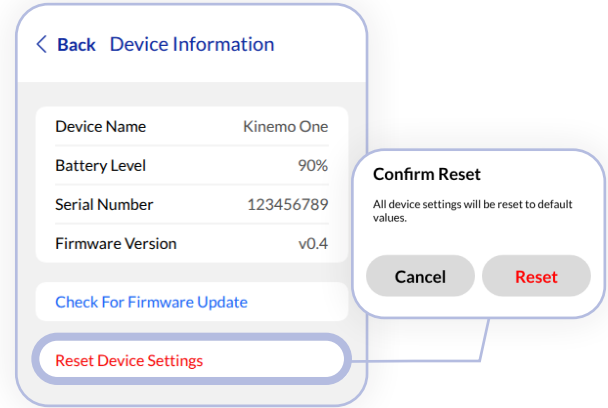 Back Device Information
Device Name Kinemo One
Battery Level 90%
Serial Number 123456789
Firmware Version v0.4
Check For Firmware Update
Reset Device Settings
Confirm Reset
All device settings will be reset to default
values.
Cancel Reset